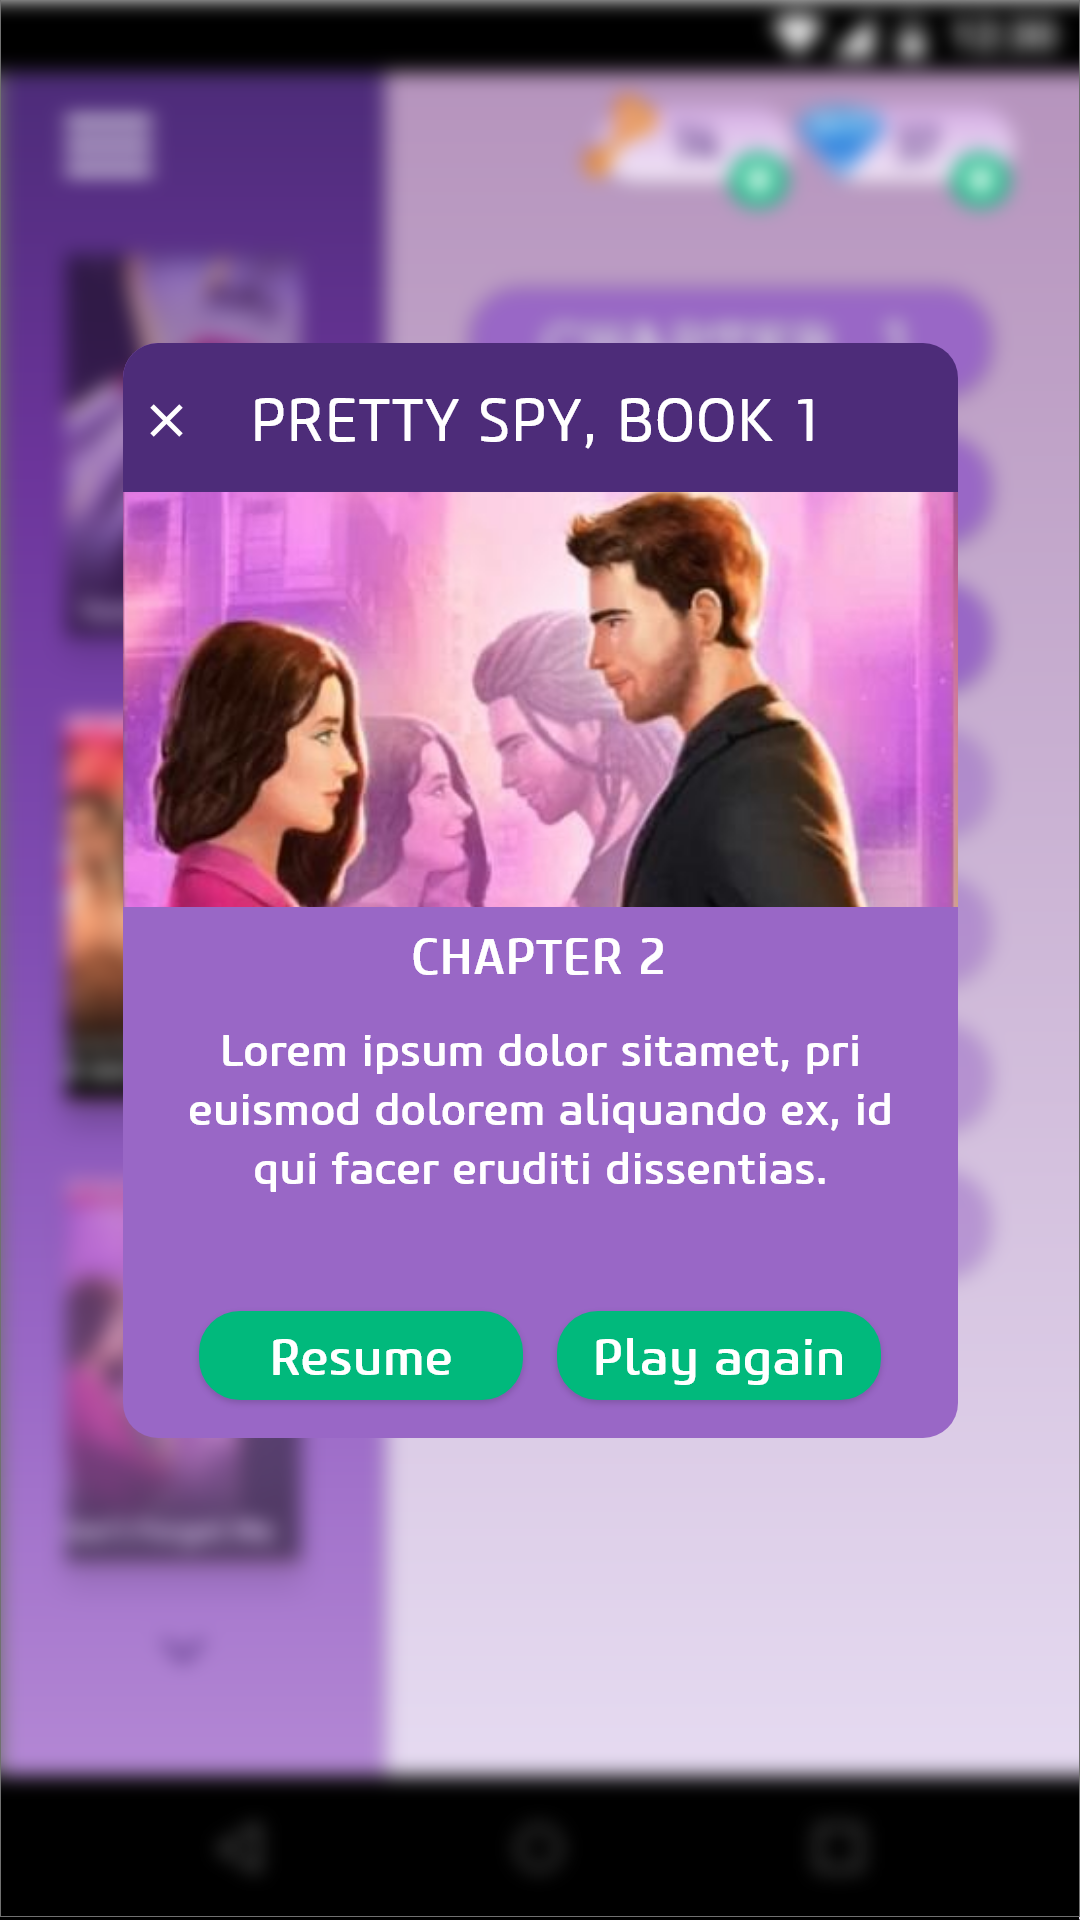 PRETTY SPY, BOOK 1
CHAPTER 2
Lorem ipsum dolor sitamet, pri
euismod dolorem aliquando ex, id
qui facer eruditi dissentias.
Resume
Play again